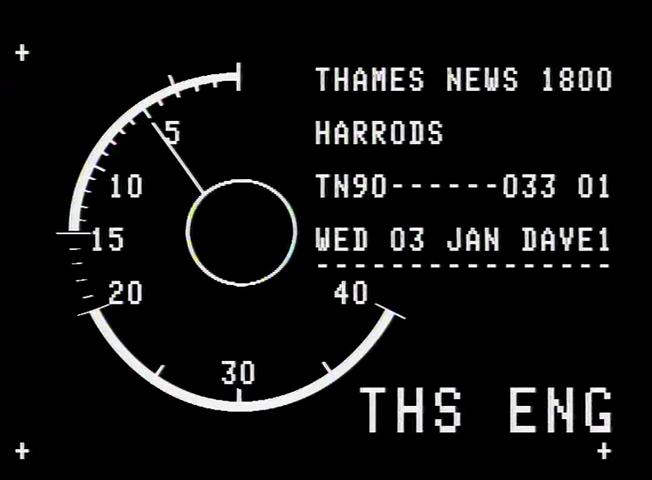 THAMES NEWS 1800
HARRODS
TN90------033 01
WED 03 JAN DAVE1
----------------
5
10
15
20
30
40
THS ENG